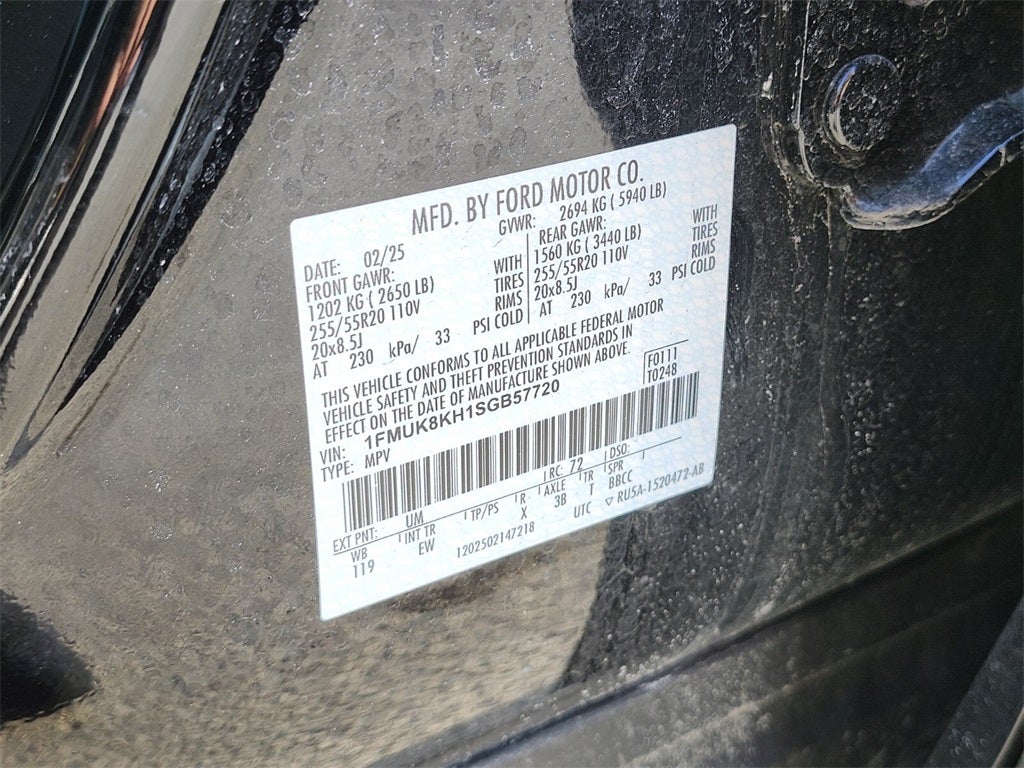 MFD. BY FORD MOTOR CO.
DATE: 02/25 GVWR: 2694 KG ( 5940 LB)
FRONT GAWR: REAR GAWR:
1202 KG ( 2650 LB) WITH 1560 KG ( 3440 LB) WITH
255/55R20 110V TIRES 255/55R20 110V TIRES
20x8.5J RIMS 20x8.5J RIMS
AT 230 kPa/ 33 PSI COLD AT 230 kPa/ 33 PSI COLD
THIS VEHICLE CONFORMS TO ALL APPLICABLE FEDERAL MOTOR
VEHICLE SAFETY AND THEFT PREVENTION STANDARDS IN
EFFECT ON THE DATE OF MANUFACTURE SHOWN ABOVE.
VIN: 1FMUK8KH1SGB57720 F0111
TYPE: MPV T0248
EXT PNT: UM RC: 72 DSO:
WB INT TR TP/PS R AXLE TR SPR
119 EW X 3B T BBCC
1202502147218 UTC ▽ RU5A-1520472-AB